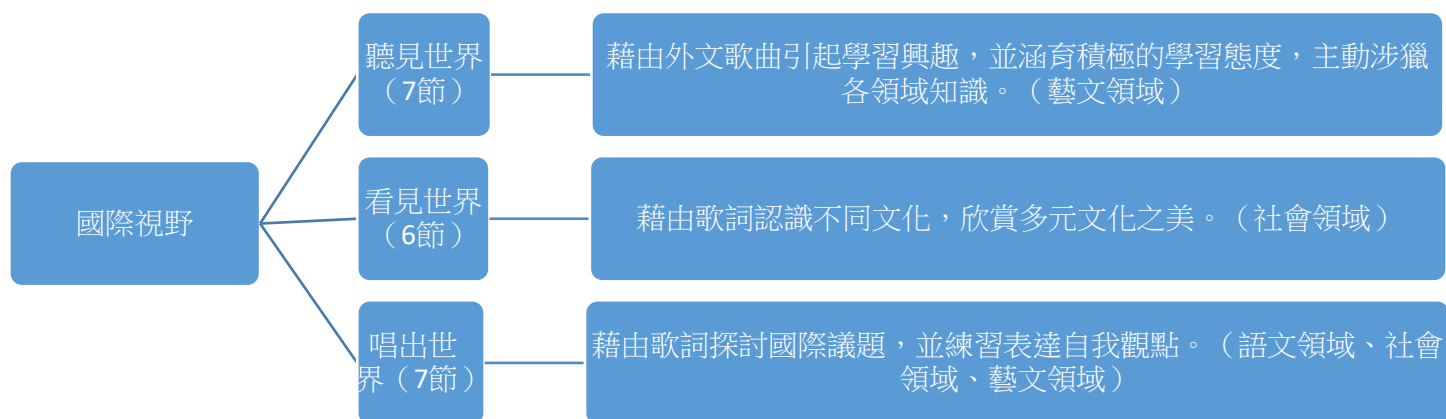 國際視野
聽見世界
（7節）
藉由外文歌曲引起學習興趣，並涵育積極的學習態度，主動涉獵
各領域知識。（藝文領域）
看見世界
（6節）
藉由歌詞認識不同文化，欣賞多元文化之美。（社會領域）
唱出世
界（7節）
藉由歌詞探討國際議題，並練習表達自我觀點。（語文領域、社會
領域、藝文領域）